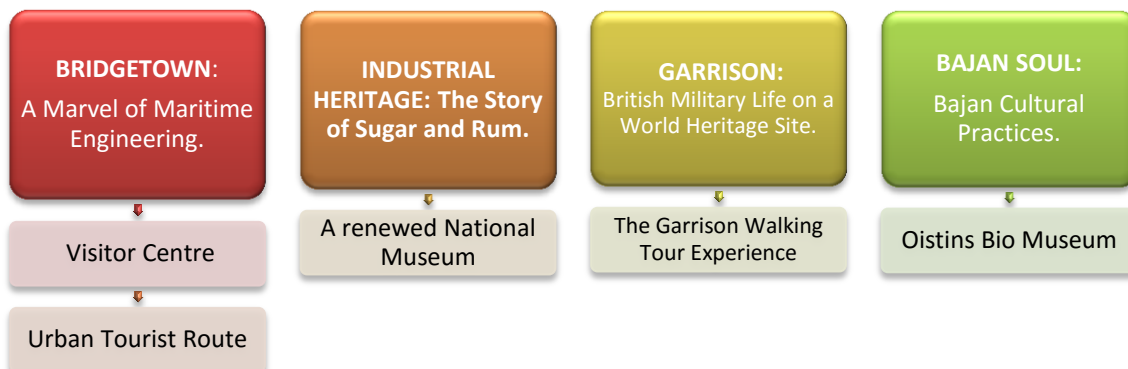 BRIDGETOWN:
A Marvel of Maritime
Engineering.
Visitor Centre
Urban Tourist Route
INDUSTRIAL
HERITAGE: The Story
of Sugar and Rum.
A renewed National
Museum
GARRISON:
British Military Life on a
World Heritage Site.
The Garrison Walking
Tour Experience
BAJAN SOUL:
Bajan Cultural
Practices.
Oistins Bio Museum